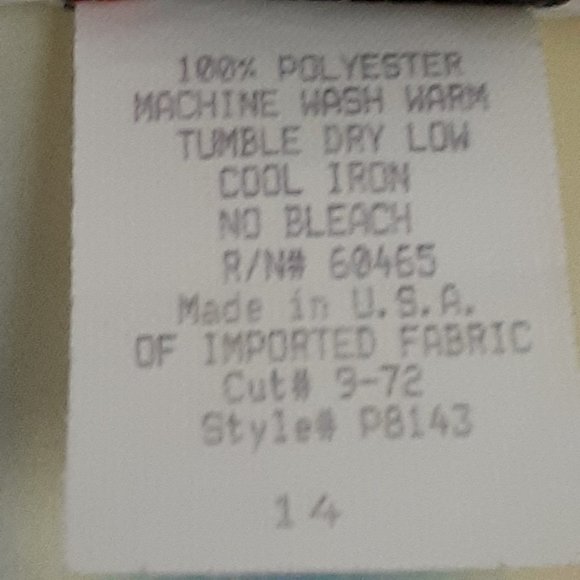 100% POLYESTER
MACHINE WASH WARM
TUMBLE DRY LOW
COOL IRON
NO BLEACH
R/N# 60465
Made in U.S.A.
OF IMPORTED FABRIC
Cut# 9-72
Style# P8143
14